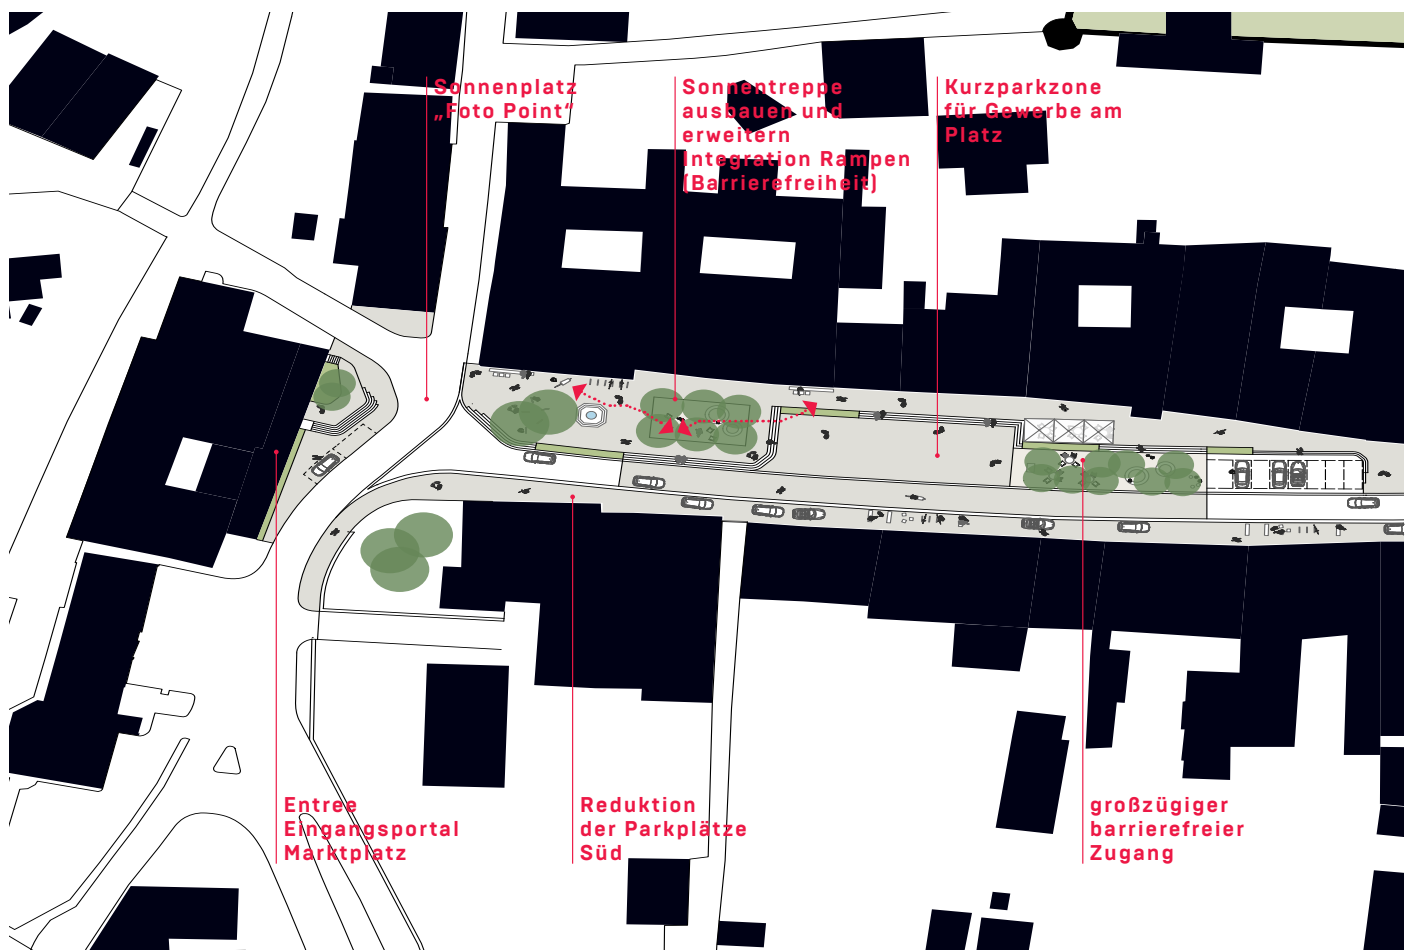 Sonnenplatz
„Foto Point“
Sonnentreppe
ausbauen und
erweitern
Integration Rampen
(Barrierefreiheit)
Kurzparkzone
für Gewerbe am
Platz
Entree
Eingangsportal
Marktplatz
Reduktion
der Parkplätze
Süd
großzügiger
barrierefreier
Zugang